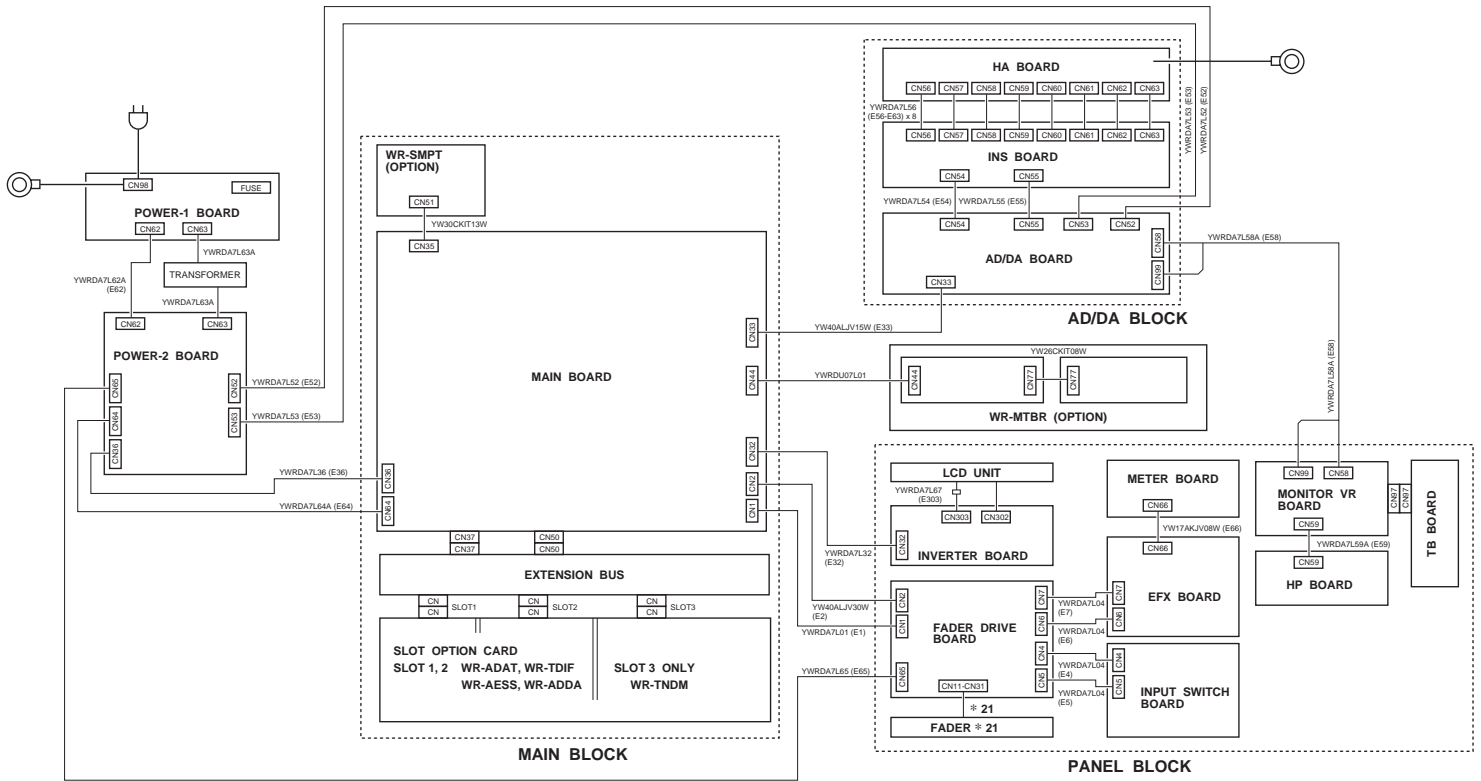 HA BOARD
CN56 CN57 CN58 CN59 CN60 CN61 CN62 CN63
YWRDA7L56
(E56-E63) x 8
CN56 CN57 CN58 CN59 CN60 CN61 CN62 CN63
INS BOARD
CN54 CN55
YWRDA7L54 (E54) YWRDA7L55 (E55)
YWRDA7L53 (E53)
YWRDA7L52 (E52)
CN54 CN55 CN53 CN52
AD/DA BOARD
CN58
CN99
CN33
YWRDA7L58A (E58)
AD/DA BLOCK
CN98
FUSE
POWER-1 BOARD
CN62 CN63
YWRDA7L62A
(E62)
YWRDA7L63A
TRANSFORMER
YWRDA7L63A
CN62 CN63
POWER-2 BOARD
CN65
CN64
CN36
CN52
CN53
YWRDA7L52 (E52)
YWRDA7L53 (E53)
YWRDA7L36 (E36)
YWRDA7L64A (E64)
WR-SMPT
(OPTION)
CN51
YW30CKIT13W
CN35
MAIN BOARD
CN33
CN44
CN32
CN2
CN1
CN36
CN64
YW40ALJV15W (E33)
YWRDU07L01
CN37 CN50
CN37 CN50
EXTENSION BUS
CN CN CN
CN CN CN
SLOT1 SLOT2 SLOT3
SLOT OPTION CARD
SLOT 1, 2 WR-ADAT, WR-TDIF
WR-AESS, WR-ADDA
SLOT 3 ONLY
WR-TNDM
MAIN BLOCK
YW26CKIT08W
CN44
CN77
CN77
WR-MTBR (OPTION)
YWRDA7L58A (E58)
LCD UNIT
YWRDA7L67
(E303)
CN303 CN302
CN32
INVERTER BOARD
YWRDA7L32
(E32)
YW40ALJV30W
(E2)
YWRDA7L01 (E1)
YWRDA7L65 (E65)
CN2
CN1
CN65
FADER DRIVE
BOARD
CN7
CN6
CN4
CN5
CN11-CN31
* 21
FADER * 21
YWRDA7L04
(E7)
YWRDA7L04
(E6)
YWRDA7L04
(E4)
YWRDA7L04
(E5)
METER BOARD
CN66
YW17AKJV08W (E66)
CN66
CN7
CN6
EFX BOARD
CN4
CN5
INPUT SWITCH
BOARD
CN99 CN58
MONITOR VR
BOARD
CN59
CN97
CN97
TB BOARD
YWRDA7L59A (E59)
CN59
HP BOARD
PANEL BLOCK